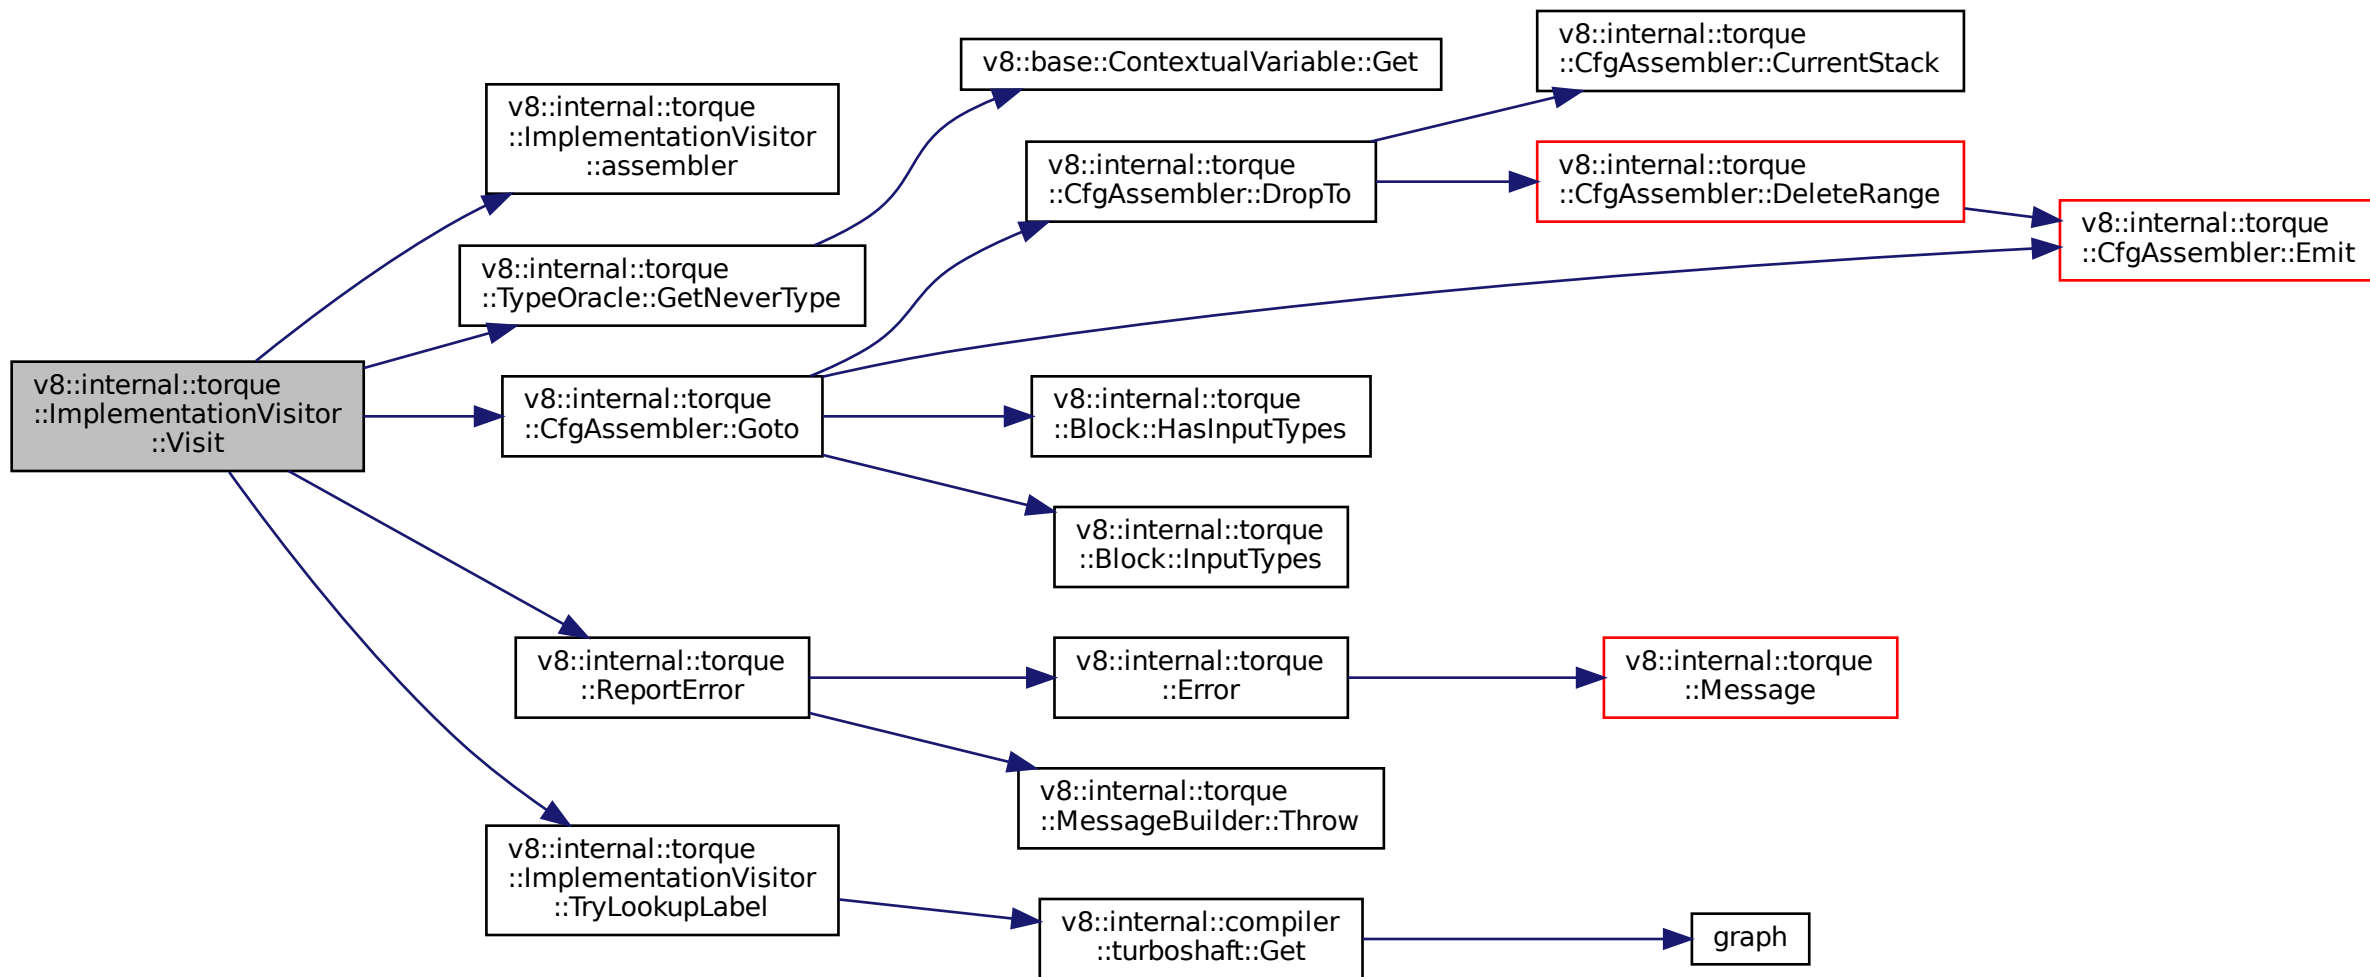 v8::internal::torque
::ImplementationVisitor
::Visit
v8::internal::torque
::ImplementationVisitor
::assembler
v8::internal::torque
::TypeOracle::GetNeverType
v8::base::ContextualVariable::Get
v8::internal::torque
::CfgAssembler::Goto
v8::internal::torque
::CfgAssembler::DropTo
v8::internal::torque
::CfgAssembler::CurrentStack
v8::internal::torque
::CfgAssembler::DeleteRange
v8::internal::torque
::CfgAssembler::Emit
v8::internal::torque
::Block::HasInputTypes
v8::internal::torque
::Block::InputTypes
v8::internal::torque
::ReportError
v8::internal::torque
::Error
v8::internal::torque
::Message
v8::internal::torque
::MessageBuilder::Throw
v8::internal::torque
::ImplementationVisitor
::TryLookupLabel
v8::internal::compiler
::turboshaft::Get
graph